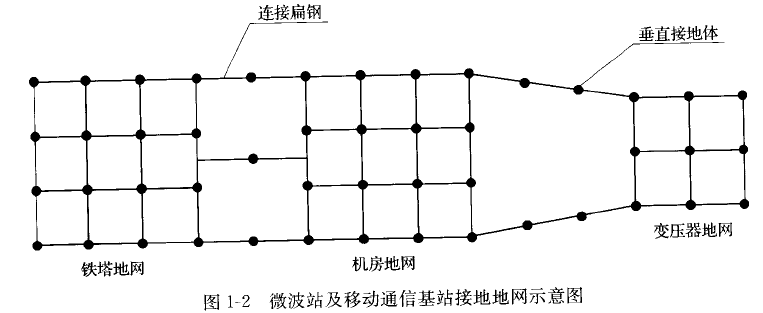 连接扁钢
垂直接地体
铁塔地网
机房地网
变压器地网
图 1-2 微波站及移动通信基站接地地网示意图